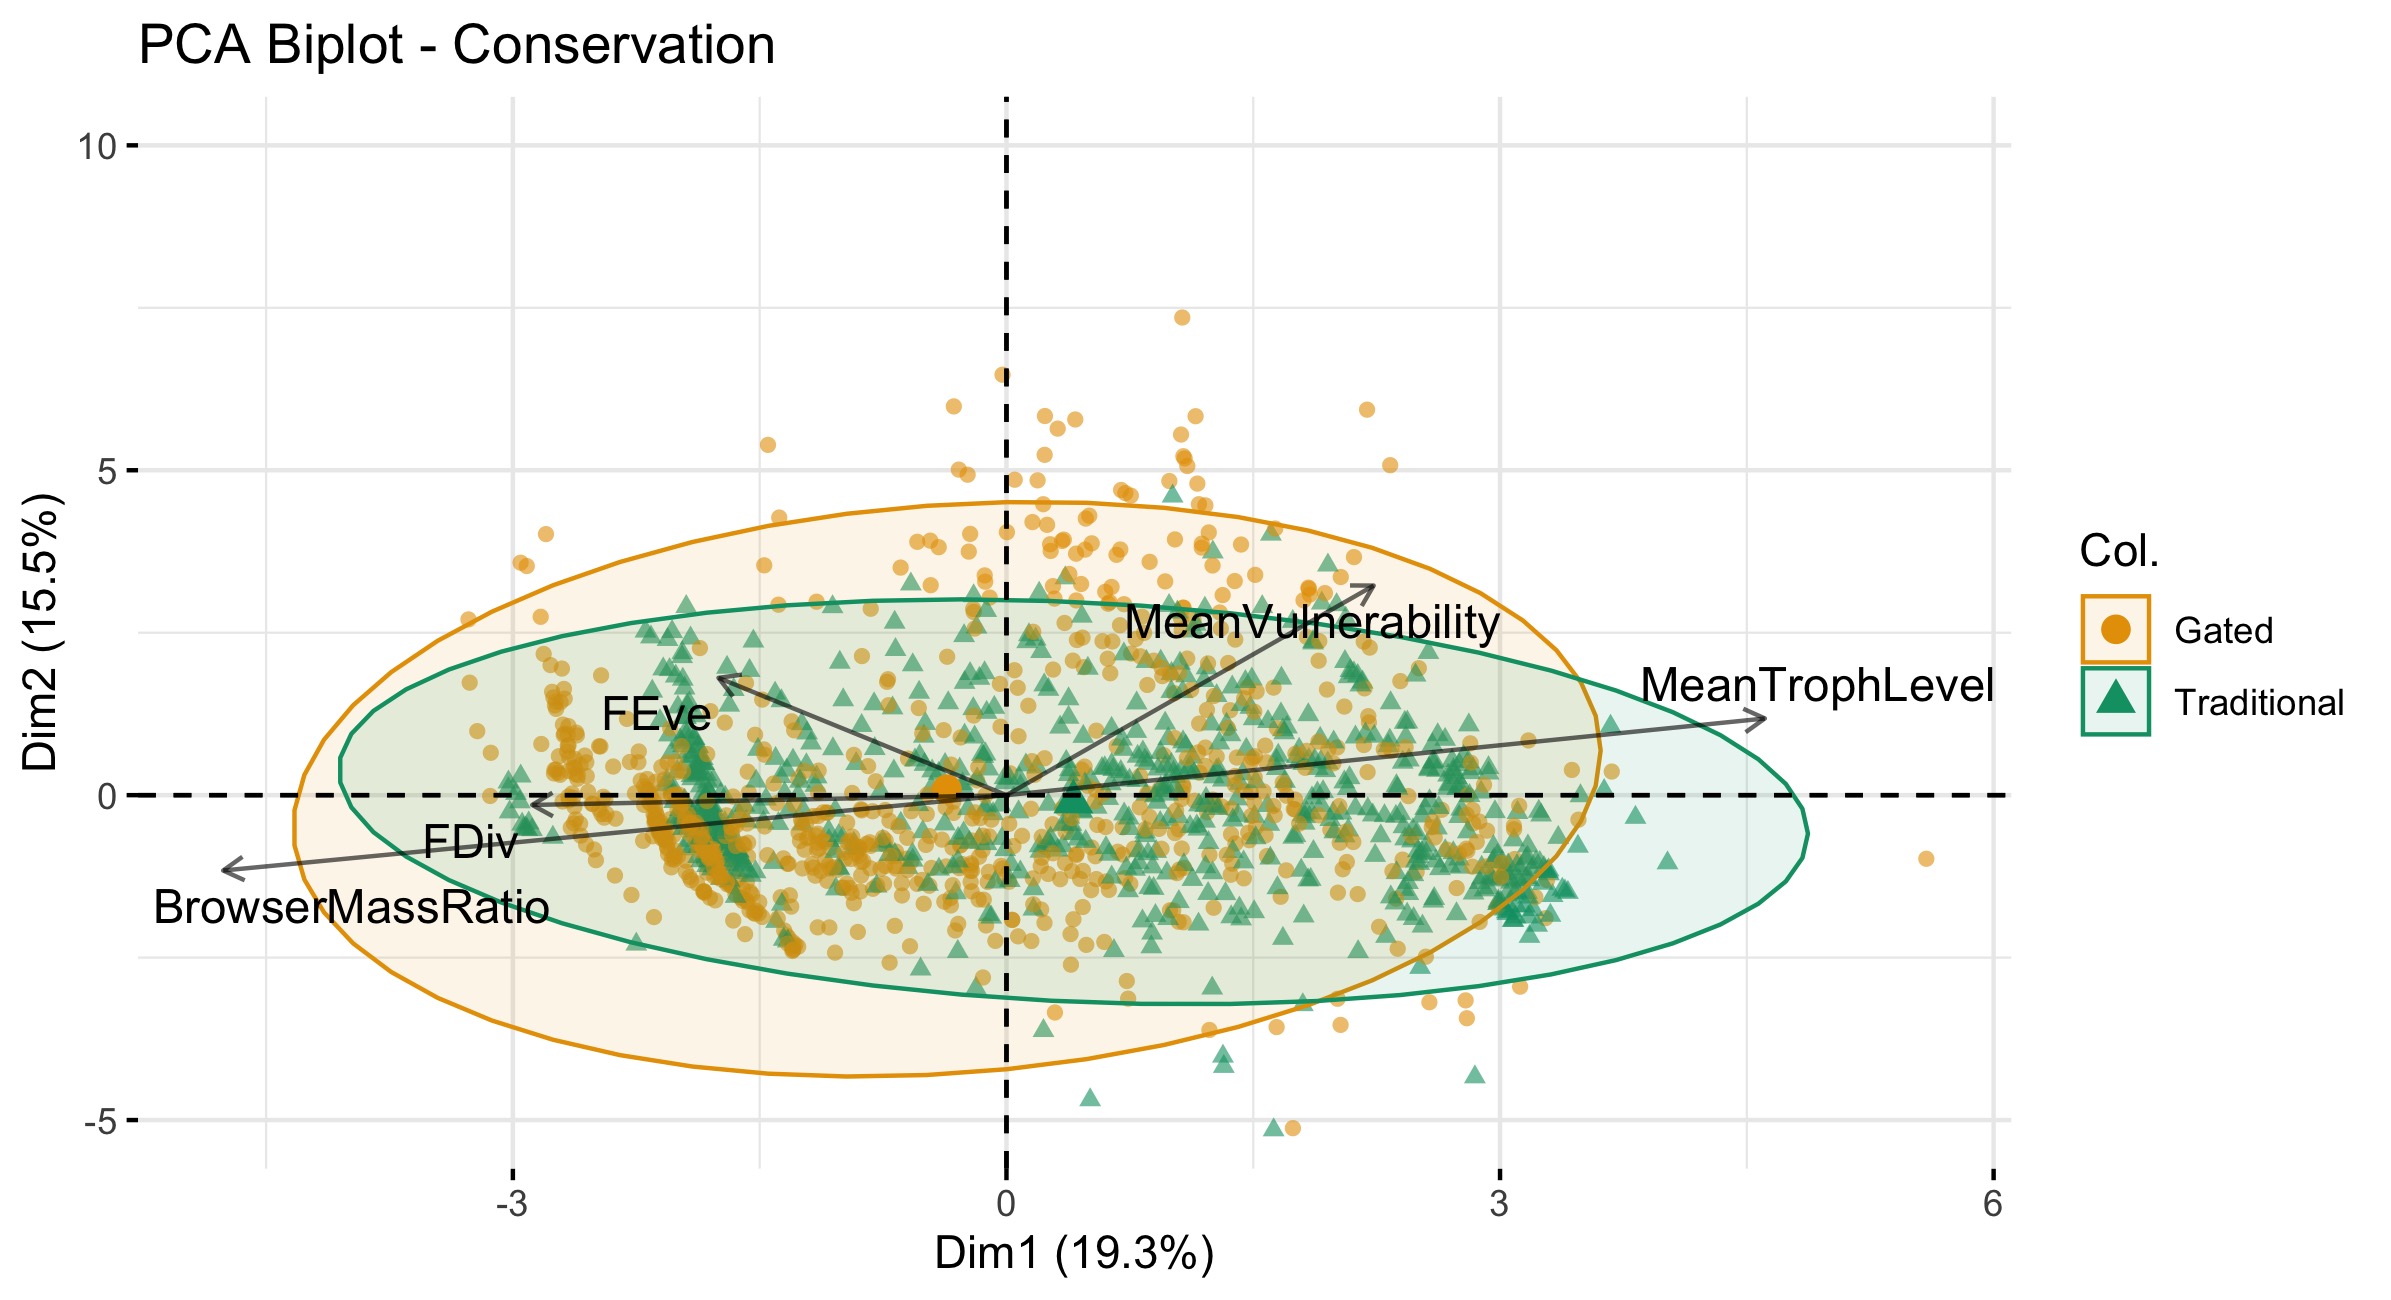 PCA Biplot - Conservation
10
5
0
-5
Dim2 (15.5%)
MeanVulnerability
MeanTrophLevel
FEve
FDiv
BrowserMassRatio
-3
0
3
6
Dim1 (19.3%)
Col.
Gated
Traditional